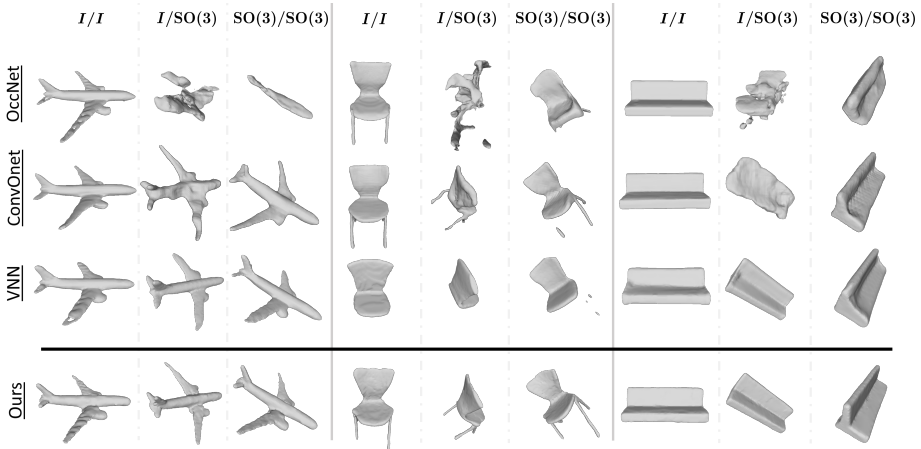 I/I I/SO(3) SO(3)/SO(3) I/I I/SO(3) SO(3)/SO(3) I/I I/SO(3) SO(3)/SO(3)
OccNet
ConvOnet
VNN
Ours